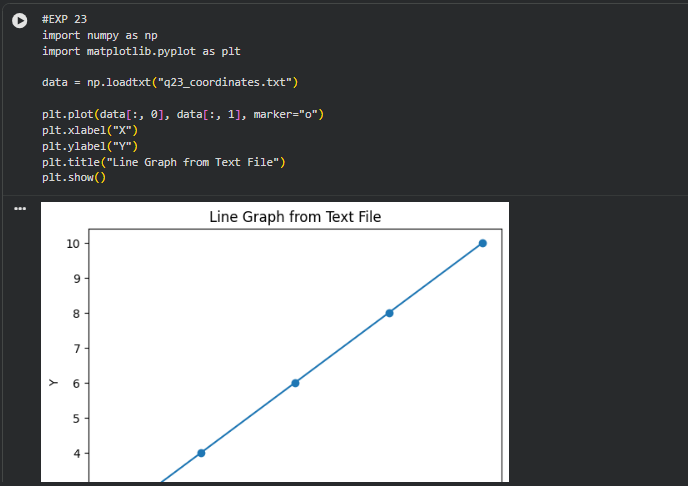 #EXP 23
import numpy as np
import matplotlib.pyplot as plt
data = np.loadtxt("q23_coordinates.txt")
plt.plot(data[:, 0], data[:, 1], marker="o")
plt.xlabel("X")
plt.ylabel("Y")
plt.title("Line Graph from Text File")
plt.show()
Line Graph from Text File
10
9
8
7
Y
6
5
4